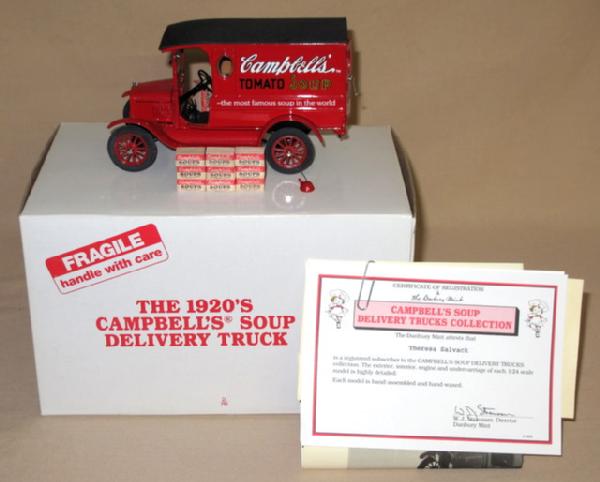 Campbell's
TOMATO SOUP
—the most famous soup in the world
FRAGILE
handle with care
THE 1920'S
CAMPBELL'S® SOUP
DELIVERY TRUCK
CERTIFICATE OF REGISTRATION
The Danbury Mint
CAMPBELL'S SOUP
DELIVERY TRUCKS COLLECTION
The Danbury Mint attests that
Theresa Salvact
is a registered subscriber to the CAMPBELL'S SOUP DELIVERY TRUCKS
collection. The exterior, interior, engine and undercarriage of each 1:24 scale
model is highly detailed.
Each model is hand assembled and hand-waxed.
Director
Danbury Mint